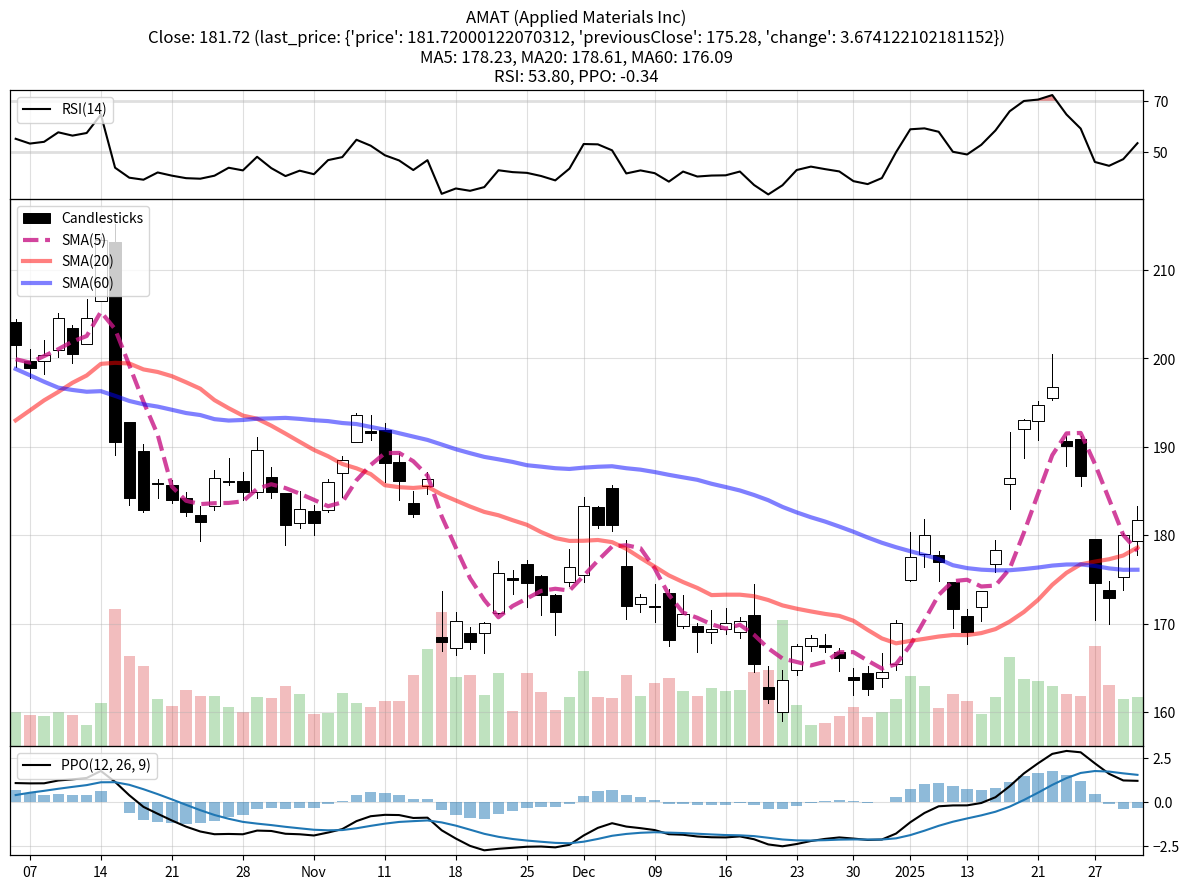 AMAT (Applied Materials Inc)
Close: 181.72 (last_price: {'price': 181.72000122070312, 'previousClose': 175.28, 'change': 3.674122102181152})
MA5: 178.23, MA20: 178.61, MA60: 176.09
RSI: 53.80, PPO: -0.34
RSI(14)
70
50
Candlesticks
SMA(5)
SMA(20)
SMA(60)
210
200
190
180
170
160
PPO(12, 26, 9)
2.5
0.0
−2.5
07 14 21 28 Nov 11 18 25 Dec 09 16 23 30 2025 13 21 27